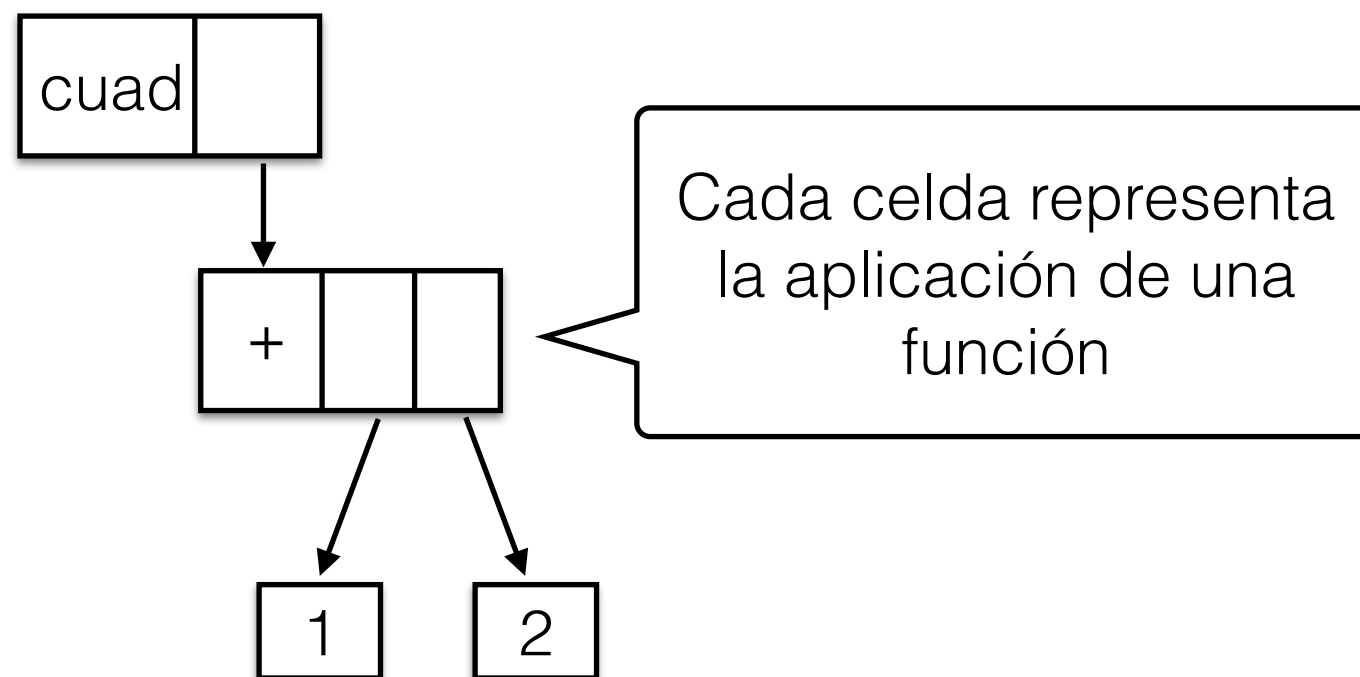 cuad
Cada celda representa
la aplicación de una
función
+
1
2